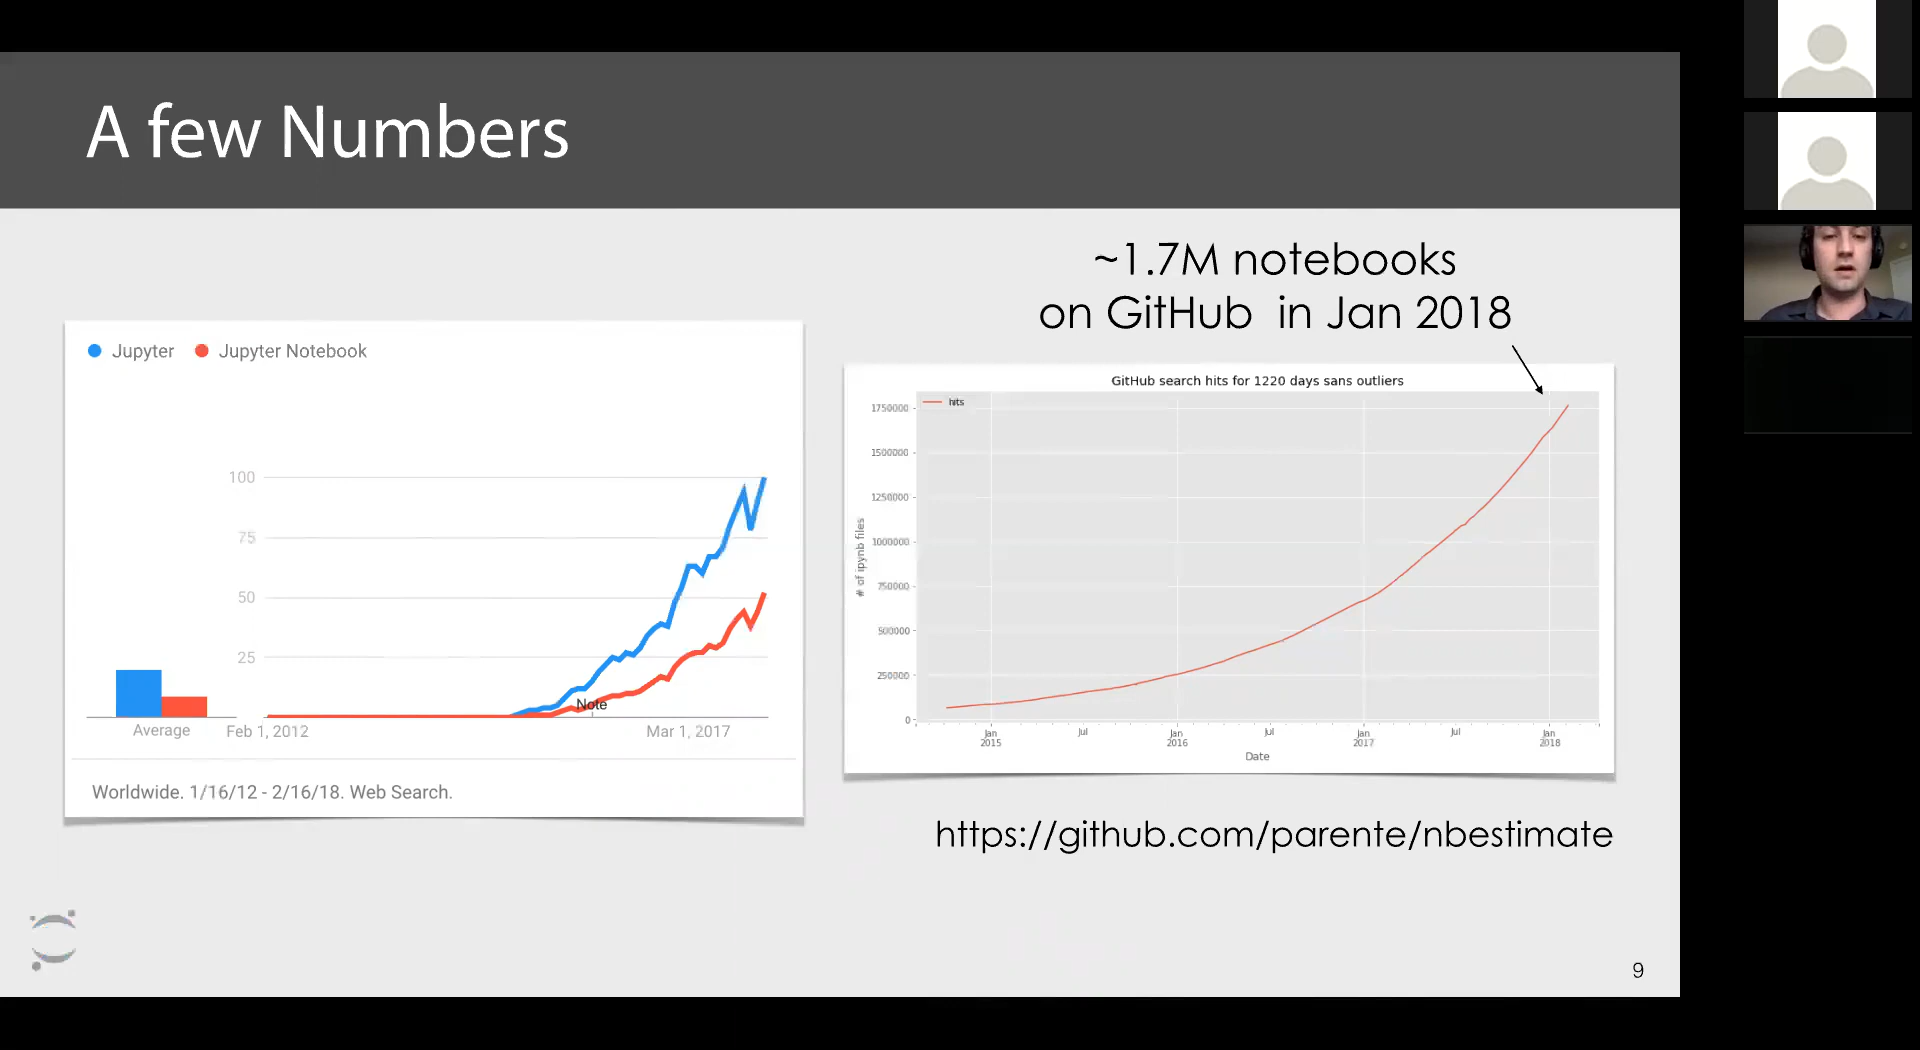 A few Numbers
~1.7M notebooks
on GitHub in Jan 2018
Jupyter Jupyter Notebook
100
75
50
25
Note
Average Feb 1, 2012 Mar 1, 2017
Worldwide. 1/16/12 - 2/16/18. Web Search.
GitHub search hits for 1220 days sans outliers
hits
1750000
1500000
1250000
1000000
750000
500000
250000
0
# of ipynb files
Jan Jul Jan Jul Jan Jul Jan
2015 2016 2017 2018
Date
https://github.com/parente/nbestimate
9